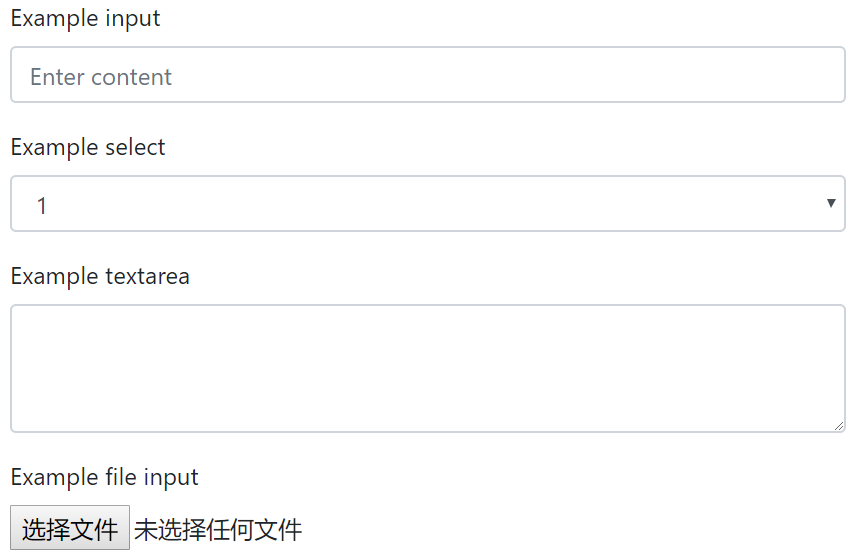 Example input
Enter content
Example select
1
Example textarea
Example file input
选择文件 未选择任何文件